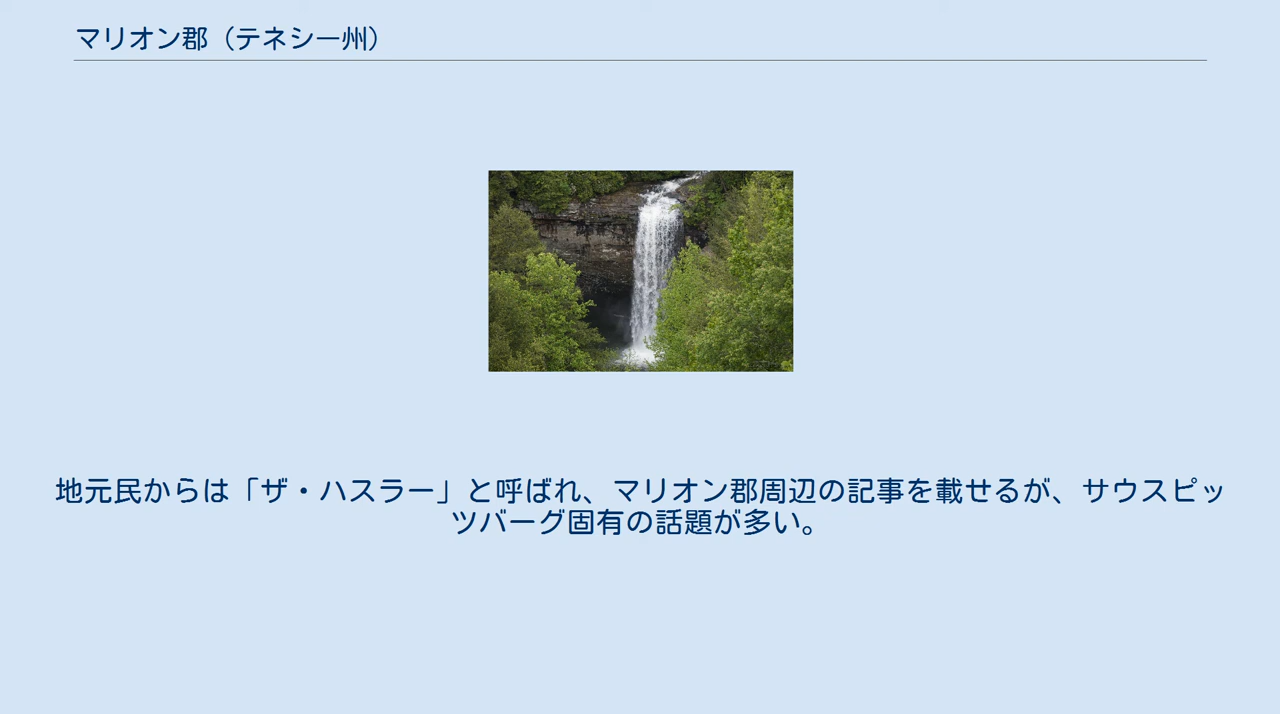 マリオン郡（テネシー州）
地元民からは「ザ・ハスラー」と呼ばれ、マリオン郡周辺の記事を載せるが、サウスピッ
ツバーグ固有の話題が多い。